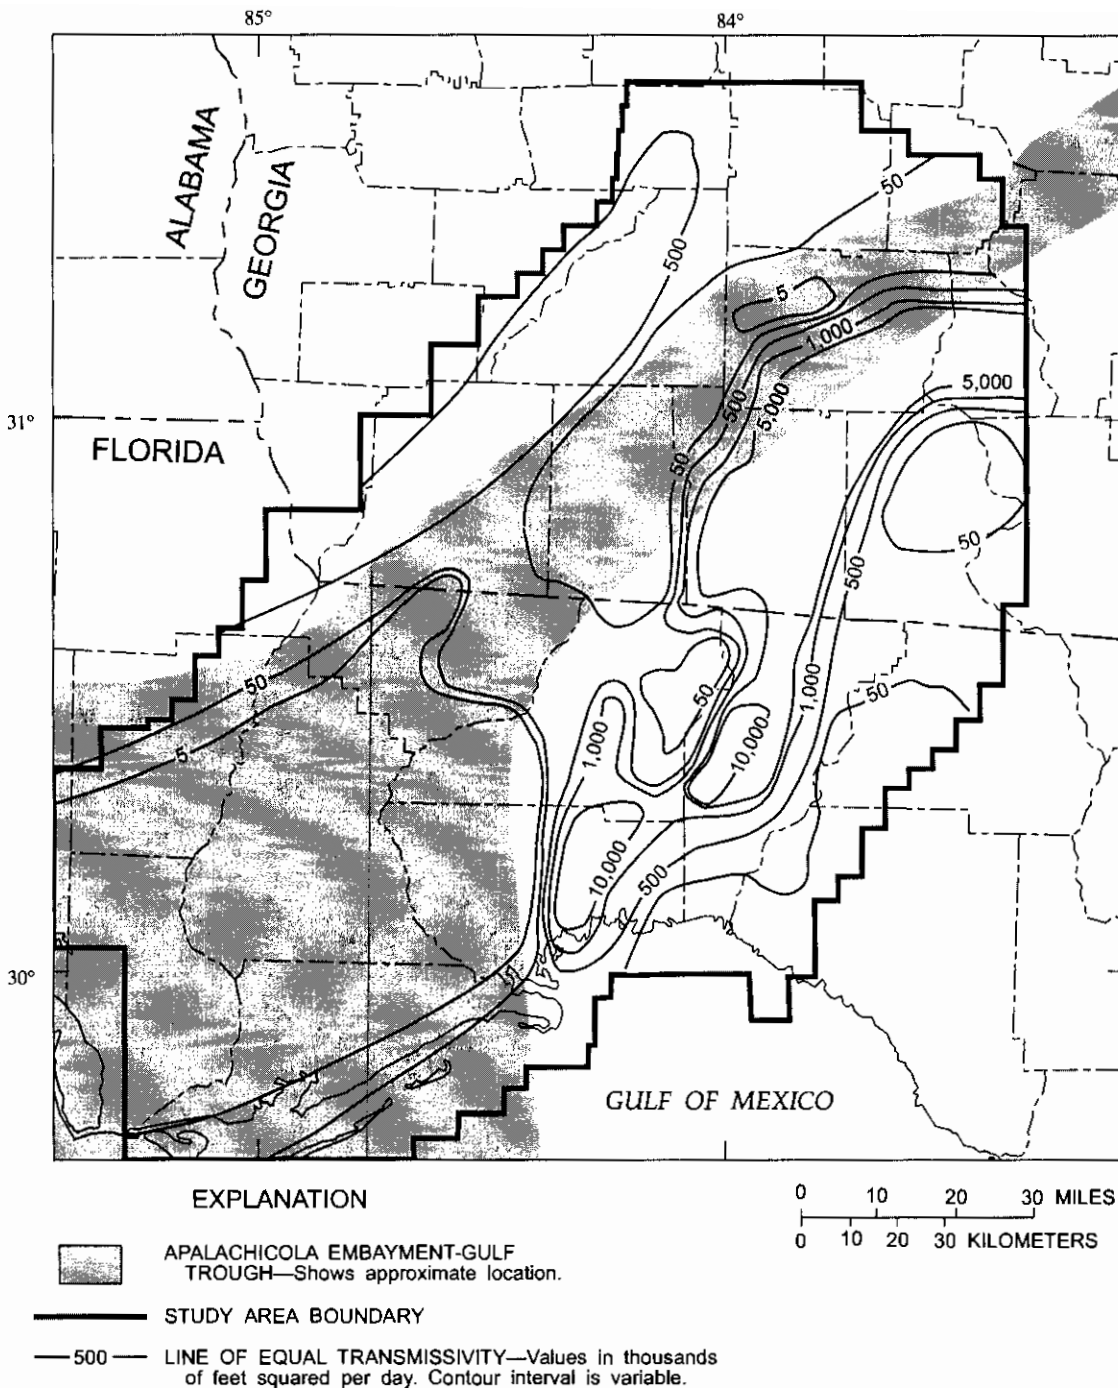 85°
84°
ALABAMA
GEORGIA
50
500
5
1,000
31°
5,000
500
5,000
FLORIDA
50
50
500
50
50
1,000
50
1,000
10,000
5
10,000
500
30°
GULF OF MEXICO
EXPLANATION
0 10 20 30 MILES
0 10 20 30 KILOMETERS
APALACHICOLA EMBAYMENT-GULF
TROUGH—Shows approximate location.
STUDY AREA BOUNDARY
500
LINE OF EQUAL TRANSMISSIVITY—Values in thousands
of feet squared per day. Contour interval is variable.